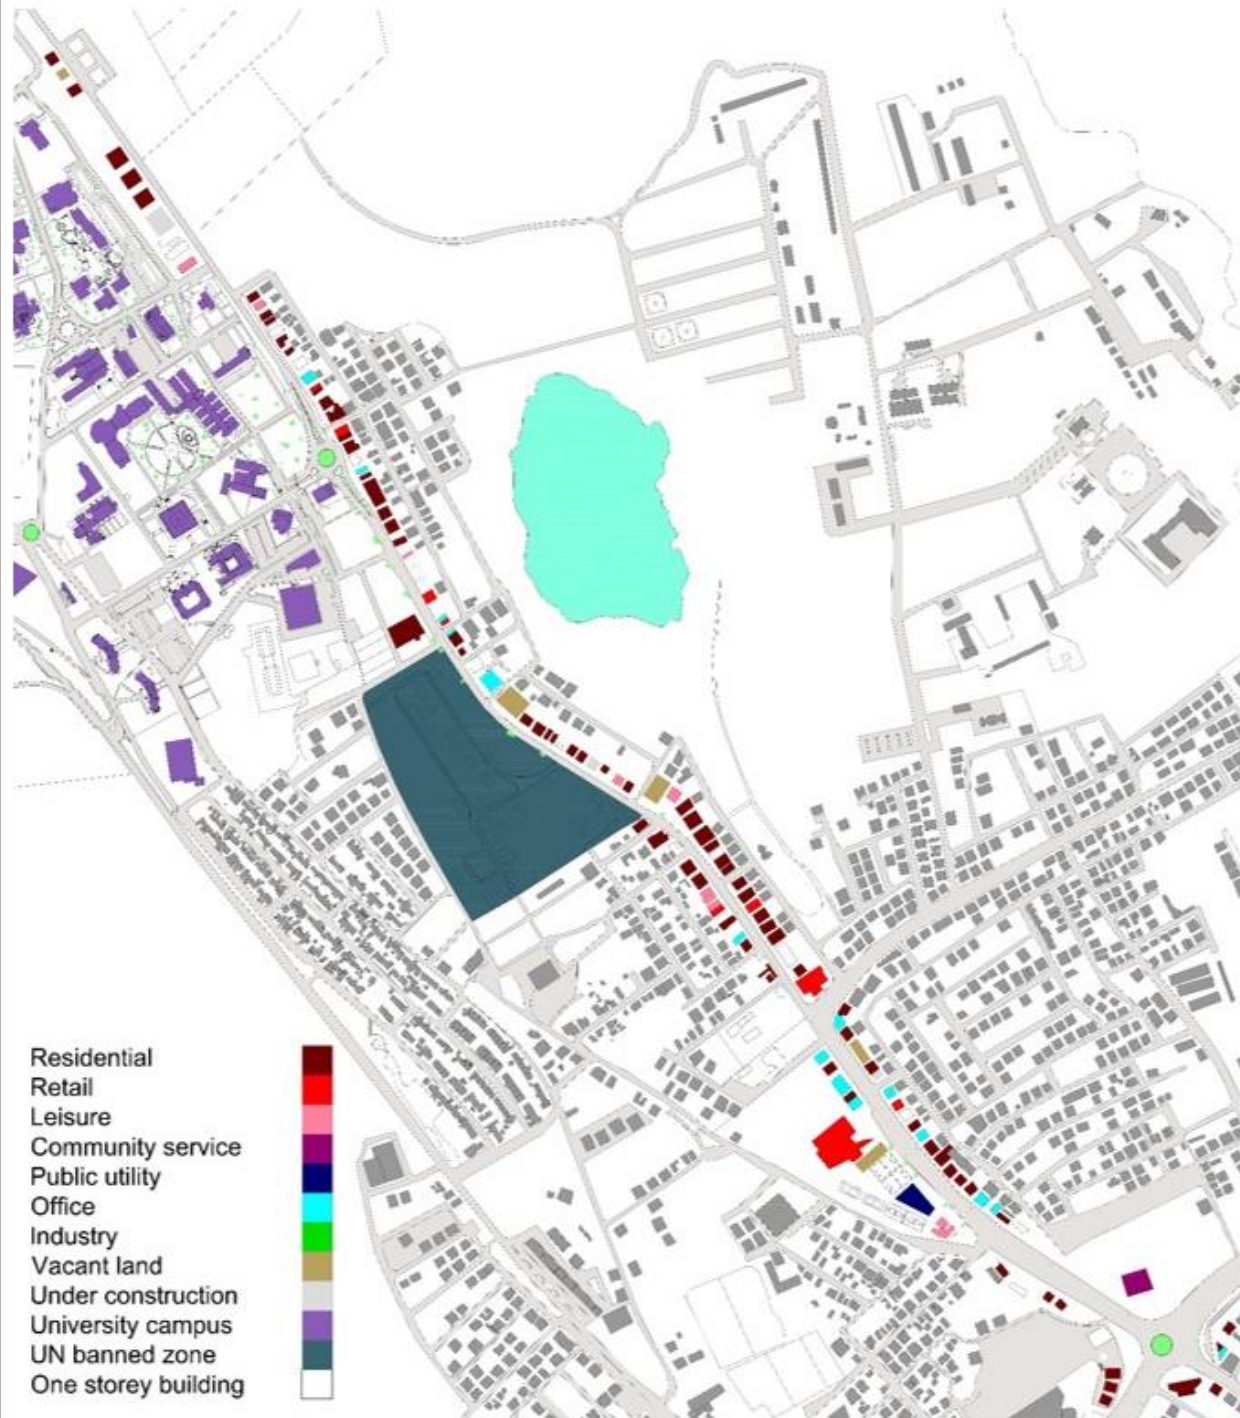 Residential
Retail
Leisure
Community service
Public utility
Office
Industry
Vacant land
Under construction
University campus
UN banned zone
One storey building